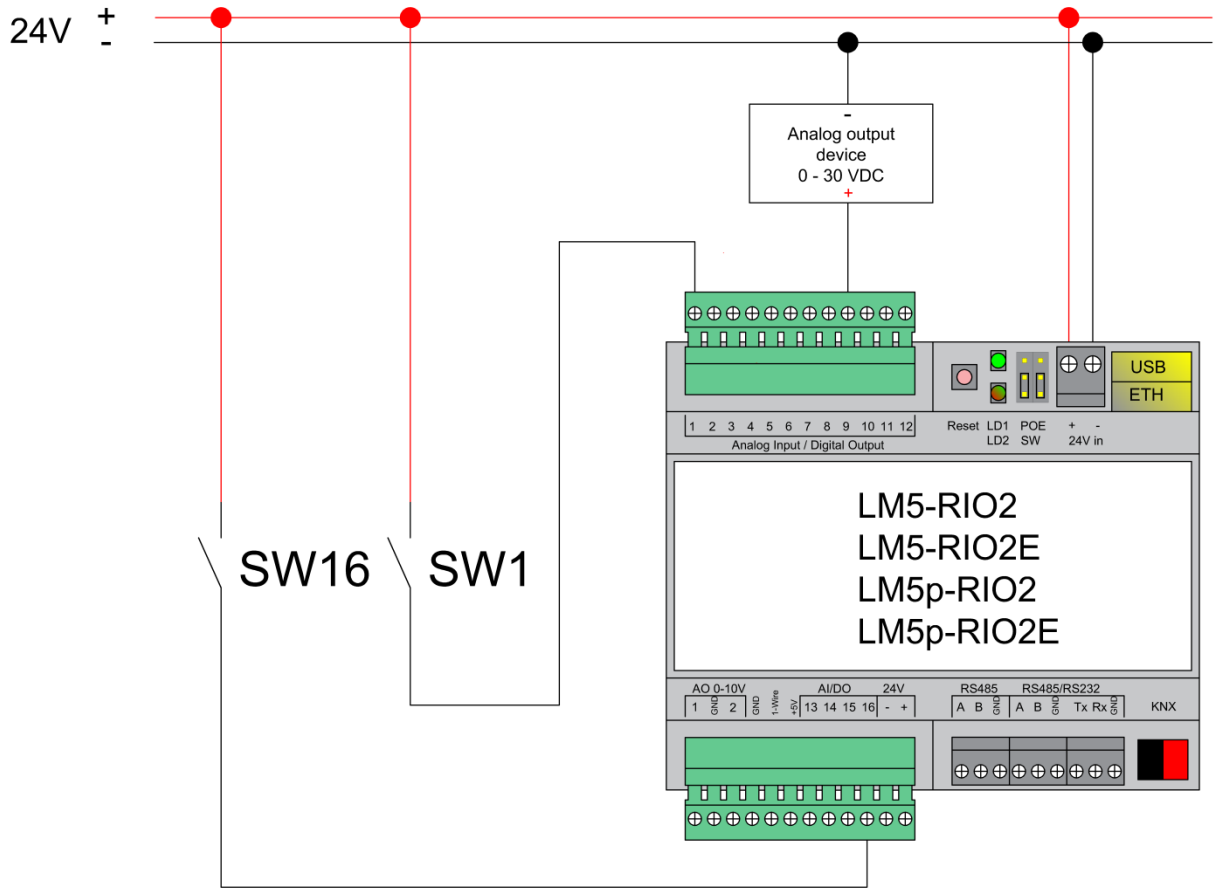 24V + -
-
Analog output
device
0 - 30 VDC
+
USB
ETH
1 2 3 4 5 6 7 8 9 10 11 12
Analog Input / Digital Output
Reset LD1 POE + -
LD2 SW 24V in
LM5-RIO2
LM5-RIO2E
LM5p-RIO2
LM5p-RIO2E
SW16
SW1
AO 0-10V AI/DO 24V
1 GND 2 GND 1-Wire +5V 13 14 15 16 - +
RS485 RS485/RS232
A B GND A B GND Tx Rx GND KNX